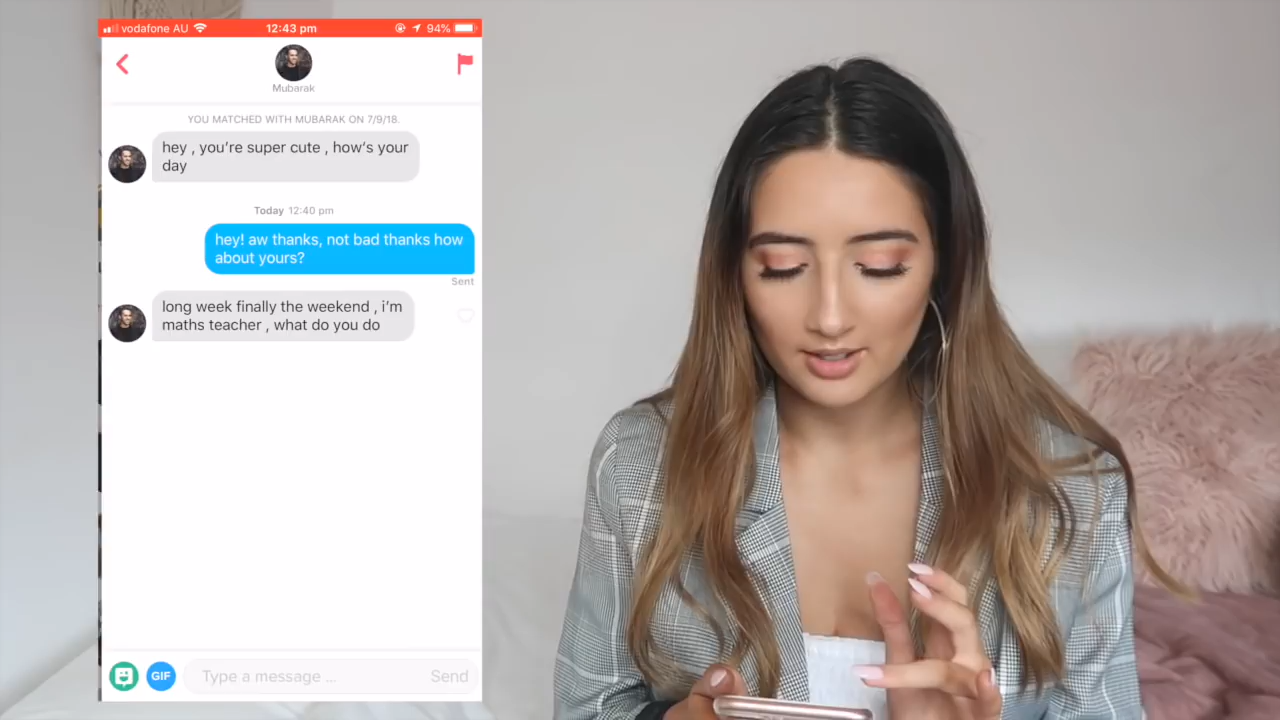 vodafone AU 12:43 pm 94%
Mubarak
YOU MATCHED WITH MUBARAK ON 7/9/18.
hey , you're super cute , how's your
day
Today 12:40 pm
hey! aw thanks, not bad thanks how
about yours?
Sent
long week finally the weekend , i'm
maths teacher , what do you do
GIF Type a message ... Send